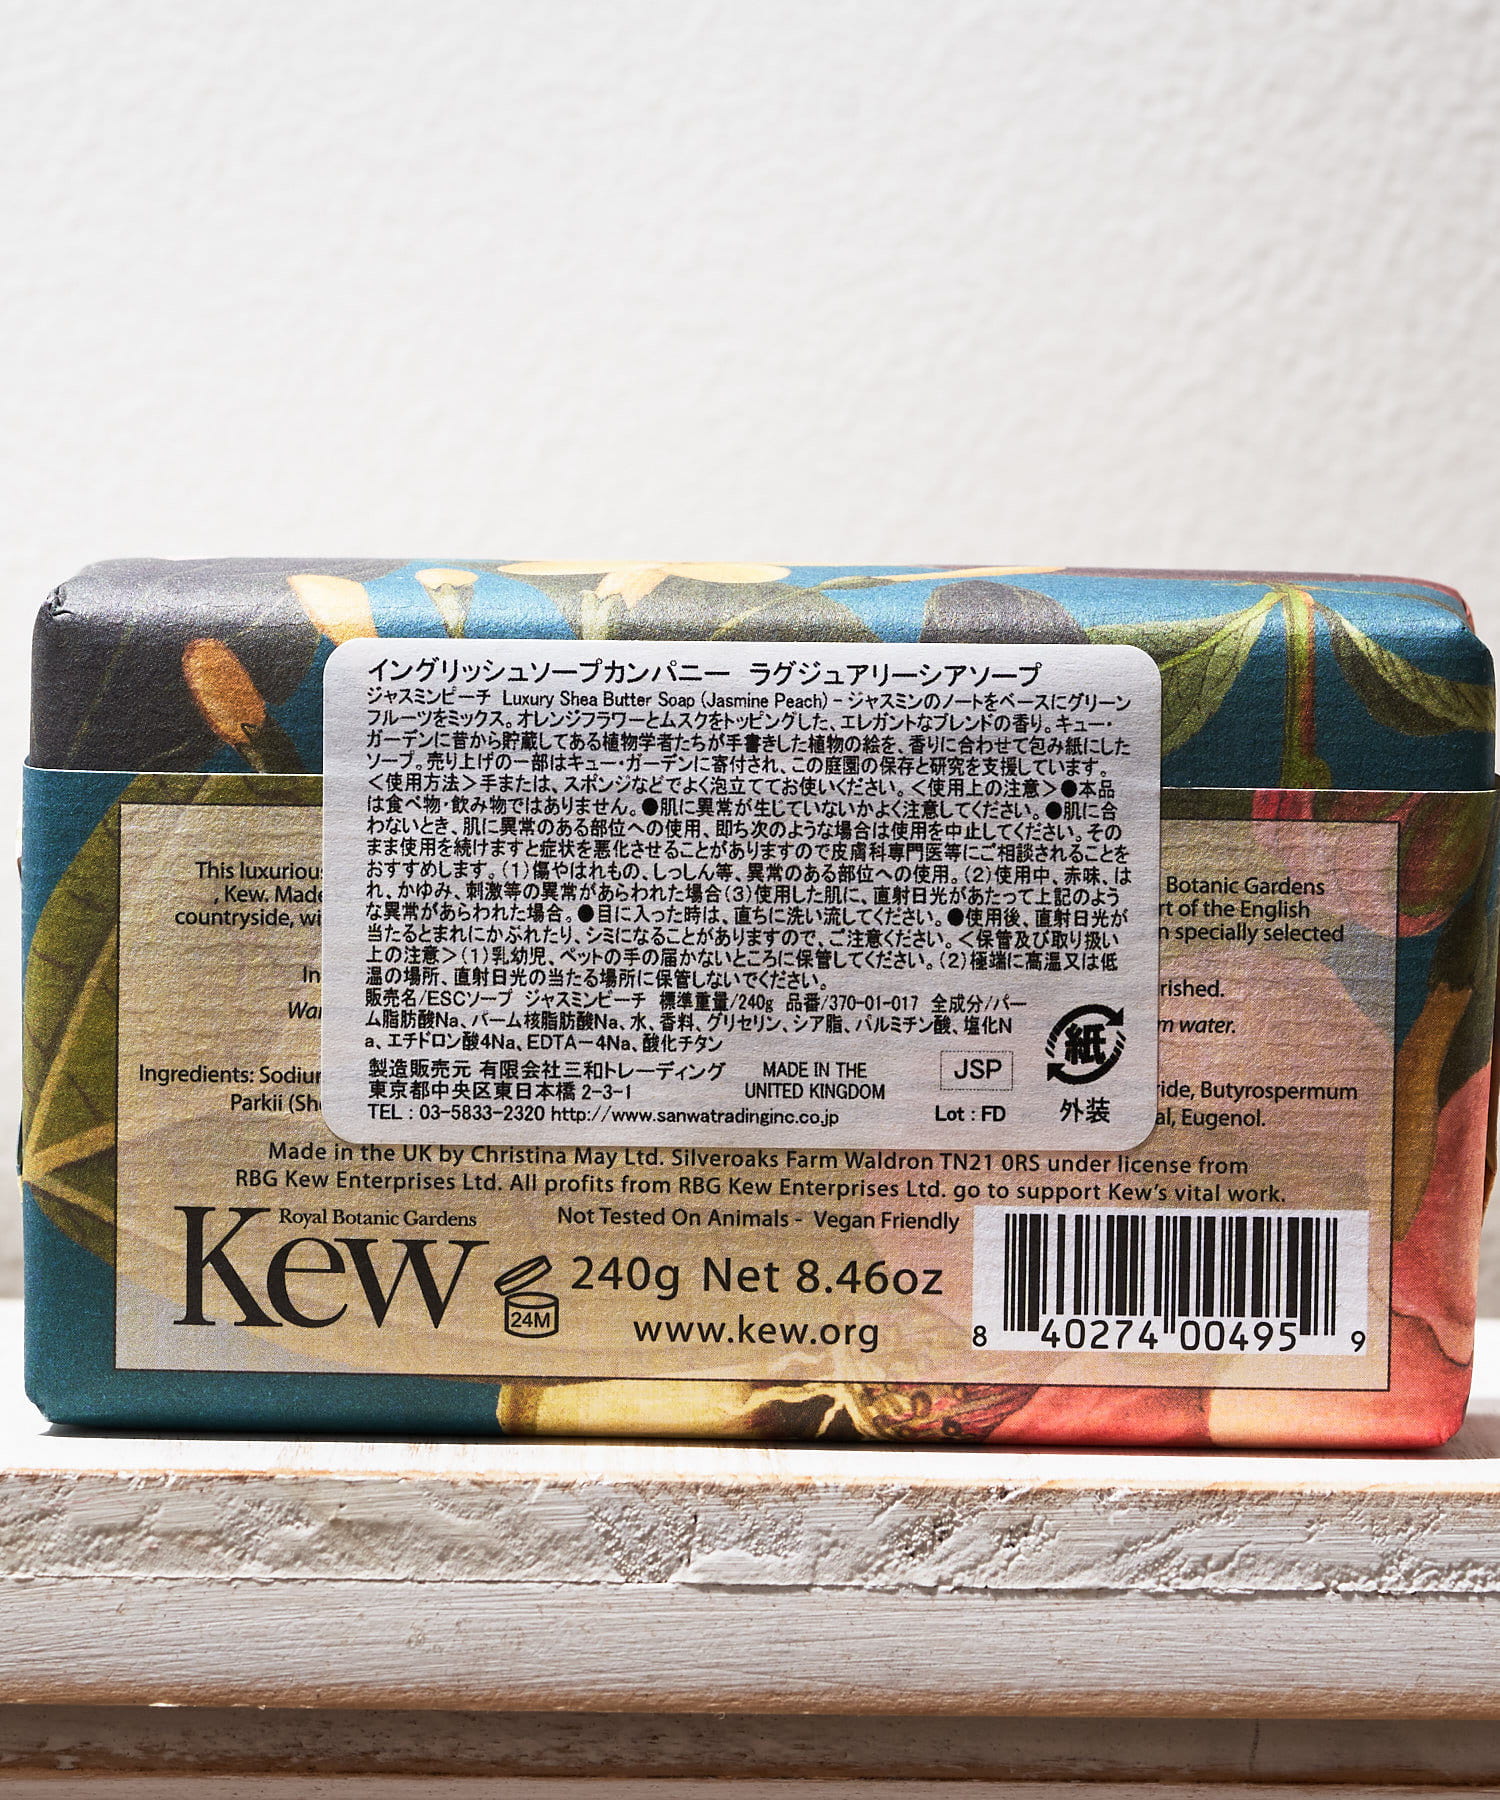 イングリッシュソープカンパニー ラグジュアリーシアソープ
ジャスミンピーチ Luxury Shea Butter Soap (Jasmine Peach) – ジャスミンのノートをベースにグリーン
フルーツをミックス。オレンジフラワーとムスクをトッピングした、エレガントなブレンドの香り。キュー・
ガーデンに昔から貯蔵してある植物学者たちが手書きした植物の絵を、香りに合わせて包み紙にした
ソープ。売り上げの一部はキュー・ガーデンに寄付され、この庭園の保存と研究を支援しています。
＜使用方法＞手または、スポンジなどでよく泡立ててお使いください。＜使用上の注意＞●本品
は食べ物・飲み物ではありません。●肌に異常が生じていないかよく注意してください。●肌に合
わないとき、肌に異常のある部位への使用、即ち次のような場合は使用を中止してください。その
まま使用を続けますと症状を悪化させることがありますので皮膚科専門医等にご相談されることを
おすすめします。(1)傷やはれもの、しっしん等、異常のある部位への使用。(2)使用中、赤味、は
れ、かゆみ、刺激等の異常があらわれた場合(3)使用した肌に、直射日光があたって上記のよう
な異常があらわれた場合。●目に入った時は、直ちに洗い流してください。●使用後、直射日光が
当たるとまれにかぶれたり、シミになることがありますので、ご注意ください。＜保管及び取り扱い
上の注意＞(1)乳幼児、ペットの手の届かないところに保管してください。(2)極端に高温又は低
温の場所、直射日光の当たる場所に保管しないでください。
販売名/ESCソープ ジャスミンピーチ 標準重量/240g 品番/370-01-017 全成分/パー
ム脂肪酸Na、パーム核脂肪酸Na、水、香料、グリセリン、シア脂、パルミチン酸、塩化N
a、エチドロン酸4Na、EDTA－4Na、酸化チタン
製造販売元 有限会社三和トレーディング
東京都中央区東日本橋 2-3-1
TEL : 03-5833-2320 http://www.sanwatradinginc.co.jp
MADE IN THE
UNITED KINGDOM
JSP
Lot : FD
紙
外装
This luxurious
Botanic Gardens
, Kew. Made
rt of the English
countryside, wi
n specially selected
In
rished.
War
m water.
Ingredients: Sodiu
ride, Butyrospermum
Parkii (She
al, Eugenol.
Made in the UK by Christina May Ltd. Silveroaks Farm Waldron TN21 0RS under license from
RBG Kew Enterprises Ltd. All profits from RBG Kew Enterprises Ltd. go to support Kew's vital work.
Not Tested On Animals - Vegan Friendly
Royal Botanic Gardens
Kew
24M
240g Net 8.46oz
www.kew.org
8 40274 00495 9